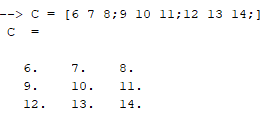 --> C = [6 7 8;9 10 11;12 13 14;]
C  =
6.   7.   8.
9.   10.  11.
12.  13.  14.